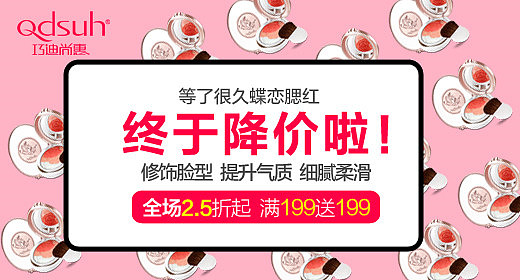 Qdsuh®
巧迪尚惠
等了很久蝶恋腮红
终于降价啦!
修饰脸型 提升气质 细腻柔滑
全场2.5折起 满199送199